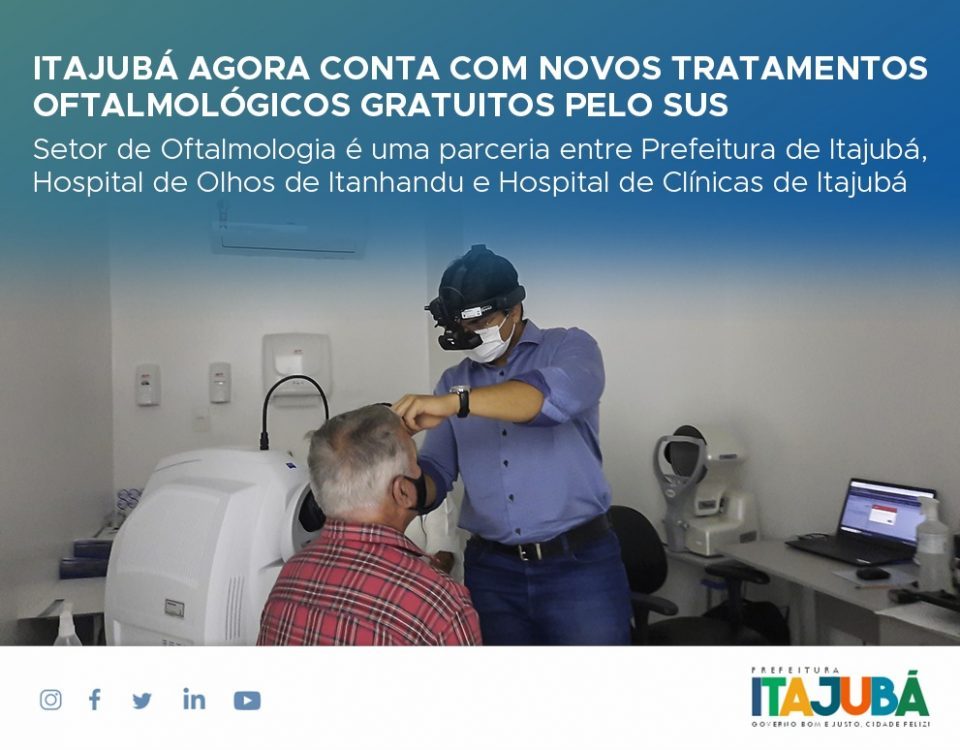 ITAJUBÁ AGORA CONTA COM NOVOS TRATAMENTOS
OFTALMOLÓGICOS GRATUITOS PELO SUS
Setor de Oftalmologia é uma parceria entre Prefeitura de Itajubá,
Hospital de Olhos de Itanhandu e Hospital de Clínicas de Itajubá
PREFEITURA
ITAJUBÁ
GOVERNO BOM E JUSTO, CIDADE FELIZ!